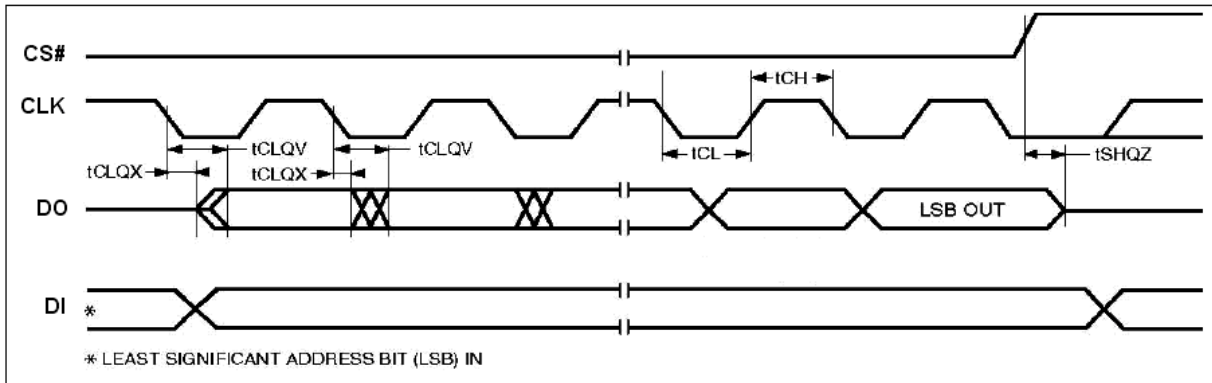 CS#
CLK
tCH
tCLQV
tCLQV
tCL
tCLQX
tCLQX
tSHQZ
DO
LSB OUT
DI
*
* LEAST SIGNIFICANT ADDRESS BIT (LSB) IN